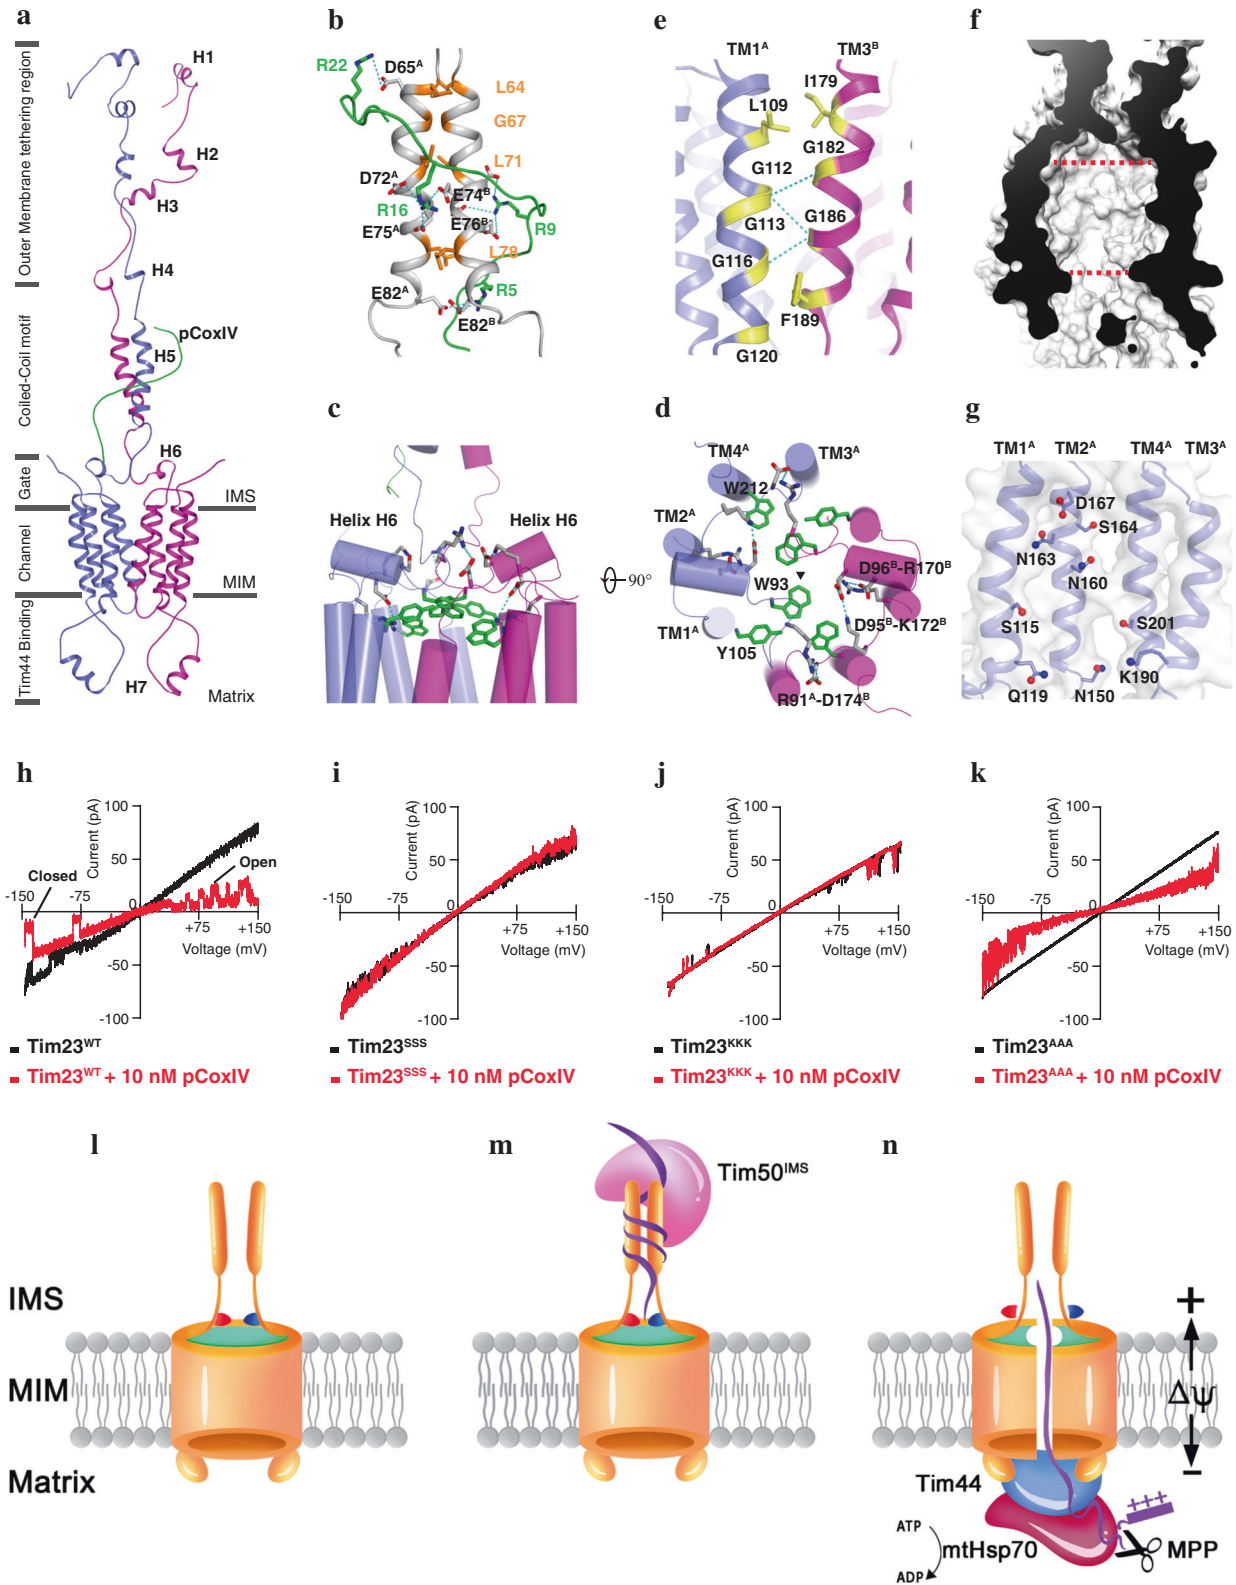 a
Outer Membrane tethering region
Coiled-Coil motif
Gate
Channel
Tim44 Binding
H1
H2
H3
H4
pCoxIV
H5
H6
IMS
MIM
H7
Matrix
b
R22
D65ᴬ
L64
G67
L71
D72ᴬ
E74ᴮ
R16
E75ᴬ
E76ᴮ
R9
L78
E82ᴬ
R5
E82ᴮ
c
Helix H6
Helix H6
90°
d
TM4ᴬ
TM3ᴬ
W212
TM2ᴬ
W93
D96ᴮ-R170ᴮ
D95ᴮ-K172ᴮ
TM1ᴬ
Y105
R91ᴬ-D174ᴮ
e
TM1ᴬ
TM3ᴮ
I179
L109
G182
G112
G186
G113
G116
F189
G120
f
g
TM1ᴬ
TM2ᴬ
TM4ᴬ
TM3ᴬ
D167
S164
N163
N160
S115
S201
K190
Q119
N150
h
Current (pA)
100
50
Open
Closed
-150
-75
0
+75
+150
Voltage (mV)
-50
-100
Tim23ᵂᵀ
Tim23ᵂᵀ + 10 nM pCoxIV
i
Current (pA)
100
50
-150
-75
0
+75
+150
Voltage (mV)
-50
-100
Tim23ˢˢˢ
Tim23ˢˢˢ + 10 nM pCoxIV
j
Current (pA)
100
50
-150
-75
0
+75
+150
Voltage (mV)
-50
-100
Tim23ᴷᴷᴷ
Tim23ᴷᴷᴷ + 10 nM pCoxIV
k
Current (pA)
100
50
-150
-75
0
+75
+150
Voltage (mV)
-50
-100
Tim23ᴬᴬᴬ
Tim23ᴬᴬᴬ + 10 nM pCoxIV
l
IMS
MIM
Matrix
m
Tim50ᴵᴹˢ
n
+
ΔΨ
-
Tim44
+++
ATP
mtHsp70
MPP
ADP